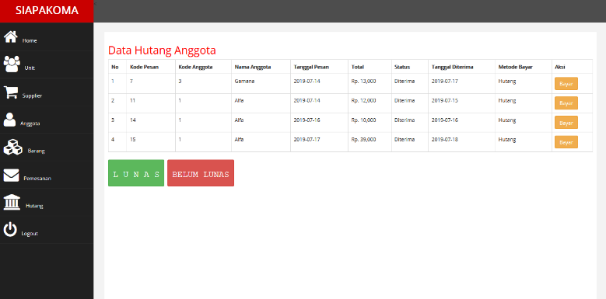 SIAPAKOMA
Home
Unit
Supplier
Anggota
Barang
Pemesanan
Hutang
Logout
Data Hutang Anggota
No Kode Pesan Kode Anggota Nama Anggota Tanggal Pesan Total Status Tanggal Diterima Metode Bayar Aksi
1 7 3 Gamana 2019-07-14 Rp. 13,000 Diterima 2019-07-17 Hutang Bayar
2 11 1 Alfa 2019-07-14 Rp. 12,000 Diterima 2019-07-15 Hutang Bayar
3 14 1 Alfa 2019-07-16 Rp. 10,000 Diterima 2019-07-16 Hutang Bayar
4 15 1 Alfa 2019-07-17 Rp. 39,000 Diterima 2019-07-18 Hutang Bayar
L U N A S BELUM LUNAS